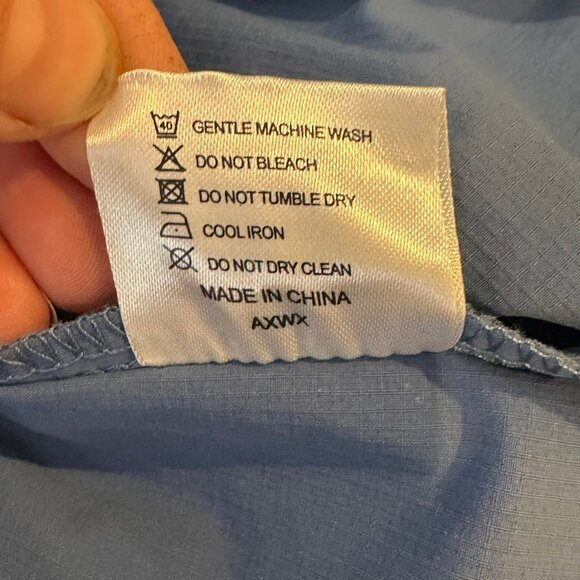 40 GENTLE MACHINE WASH
DO NOT BLEACH
DO NOT TUMBLE DRY
COOL IRON
DO NOT DRY CLEAN
MADE IN CHINA
AXWX